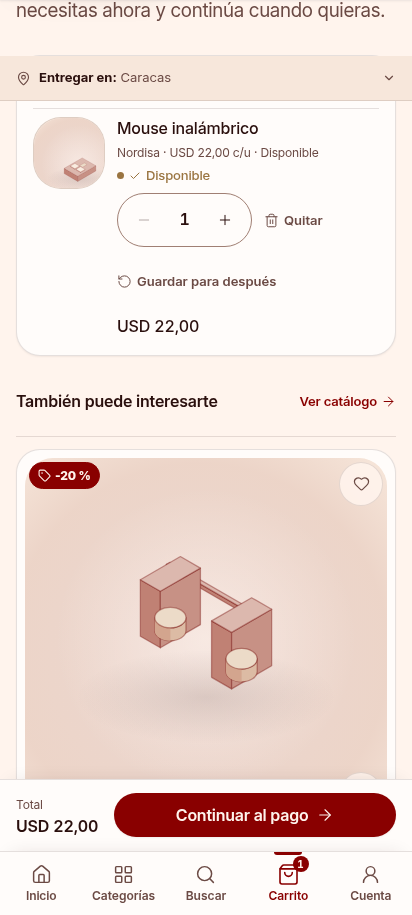 necesitas ahora y continúa cuando quieras.
Entregar en: Caracas
Mouse inalámbrico
Nordisa · USD 22,00 c/u · Disponible
Disponible
1
Quitar
Guardar para después
USD 22,00
También puede interesarte
Ver catálogo
-20 %
Total
USD 22,00
Continuar al pago
1
Inicio
Categorías
Buscar
Carrito
Cuenta